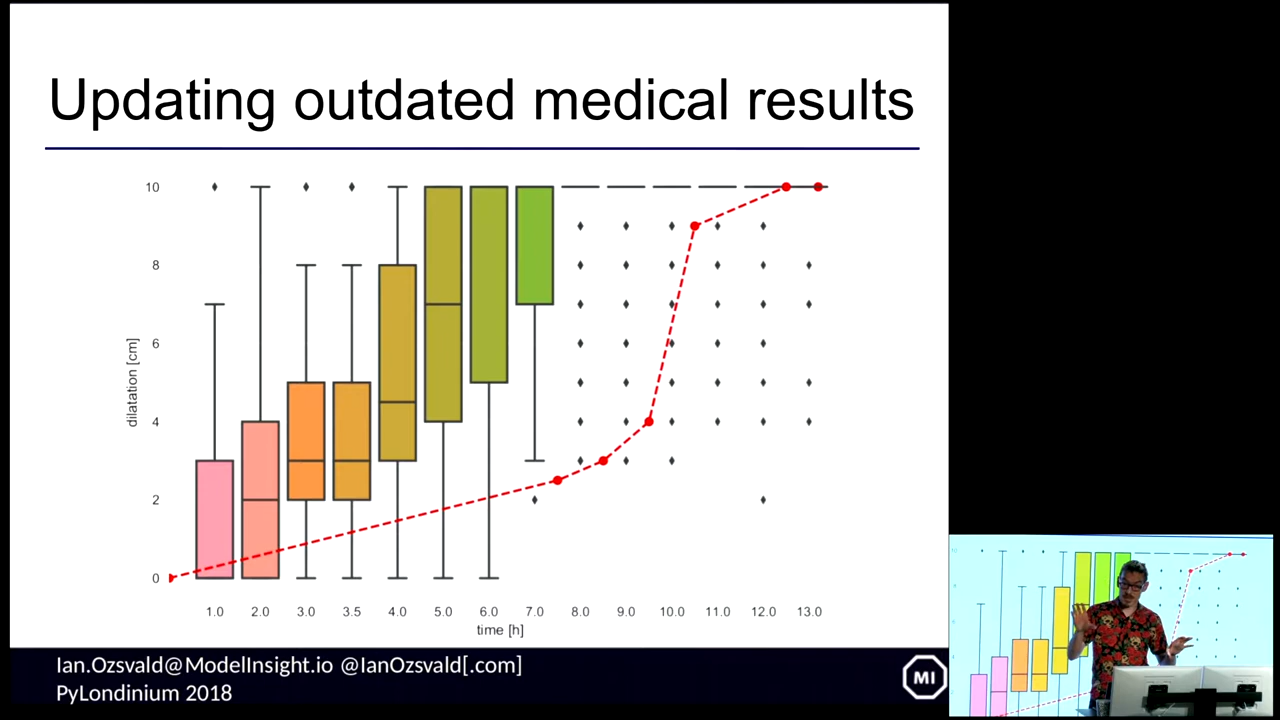 Updating outdated medical results
10
8
6
4
2
0
dilatation [cm]
1.0 2.0 3.0 3.5 4.0 5.0 6.0 7.0 8.0 9.0 10.0 11.0 12.0 13.0
time [h]
Ian.Ozsvald@ModelInsight.io @IanOzsvald[.com]
PyLondinium 2018
MI